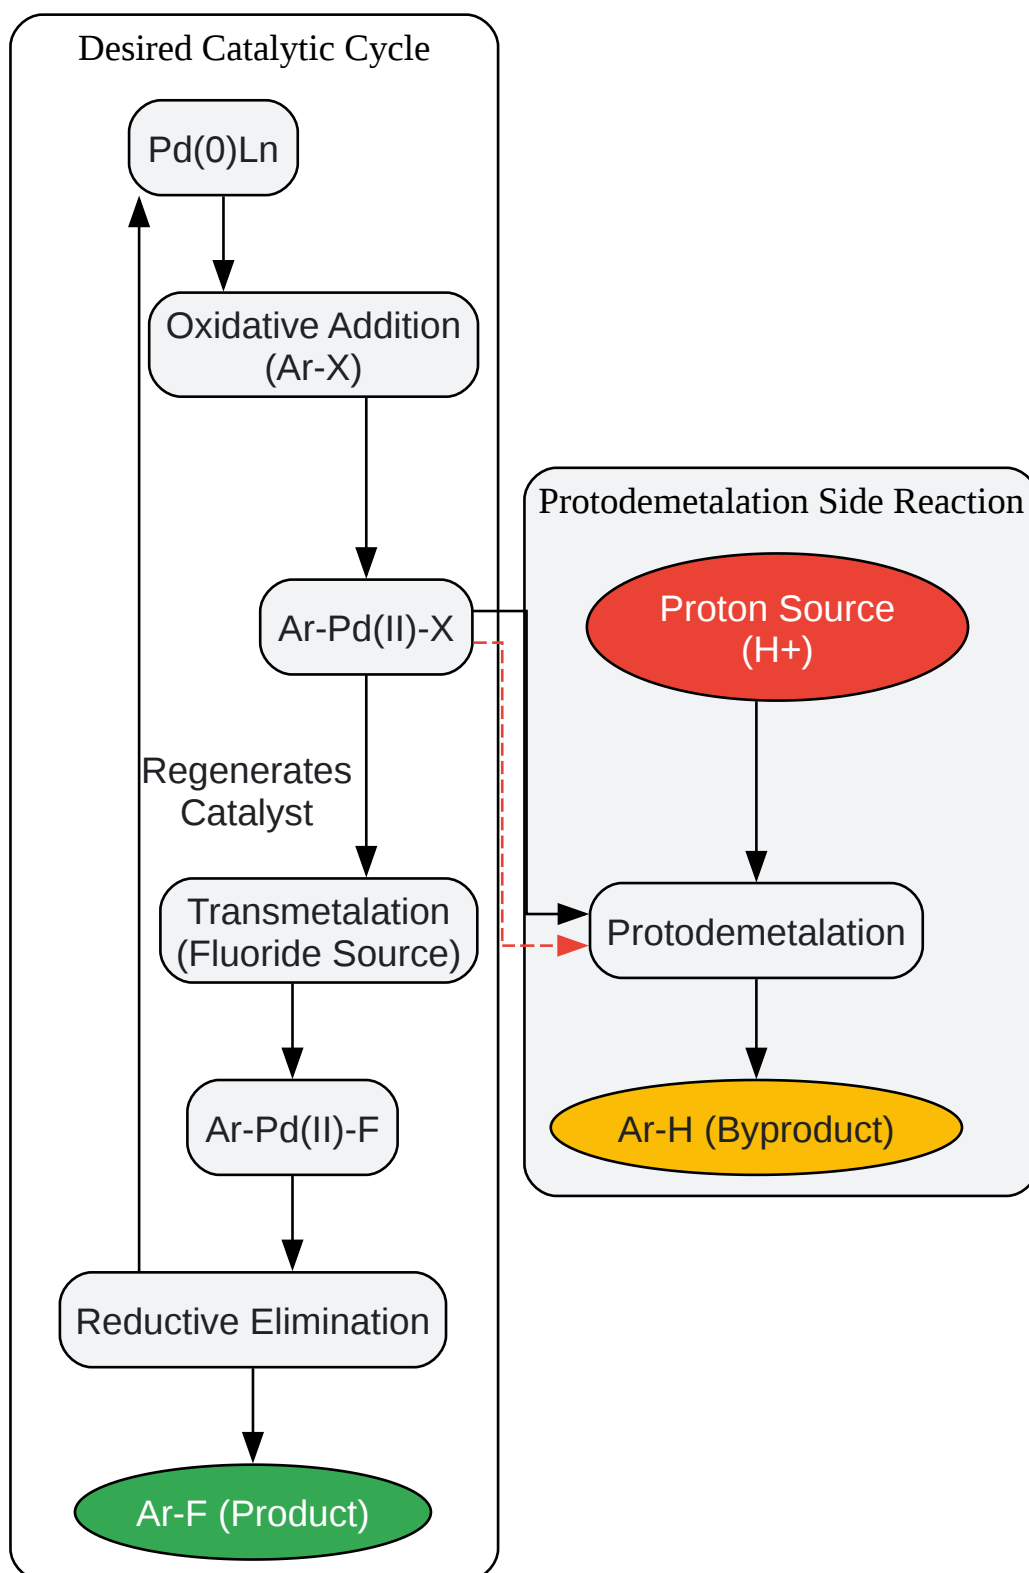 Desired Catalytic Cycle
Pd(0)Ln
Oxidative Addition
(Ar-X)
Ar-Pd(II)-X
Regenerates
Catalyst
Transmetalation
(Fluoride Source)
Ar-Pd(II)-F
Reductive Elimination
Ar-F (Product)
Protodemetalation Side Reaction
Proton Source
(H+)
Protodemetalation
Ar-H (Byproduct)